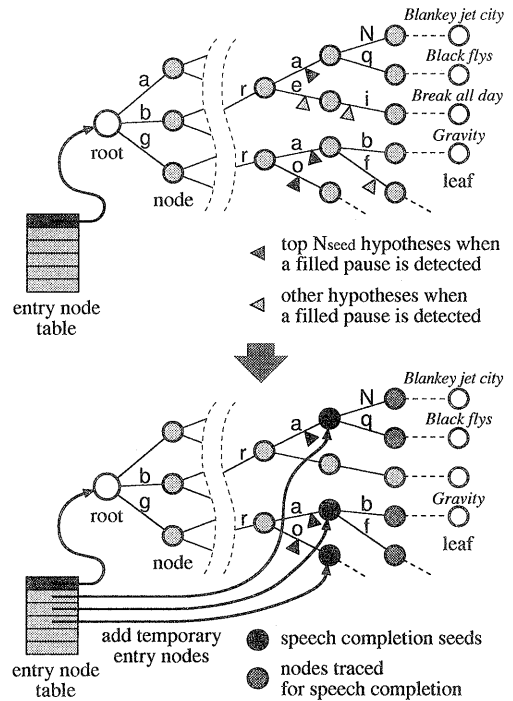 Blankey jet city
N
a
q
Black flys
a
r
e
i
Break all day
b
Gravity
root
g
r
a
b
o
f
leaf
node
top Nseed hypotheses when
a filled pause is detected
entry node
table
other hypotheses when
a filled pause is detected
Blankey jet city
N
a
q
Black flys
r
b
root
g
Gravity
r
a
b
o
f
leaf
node
add temporary
entry nodes
speech completion seeds
entry node
table
nodes traced
for speech completion